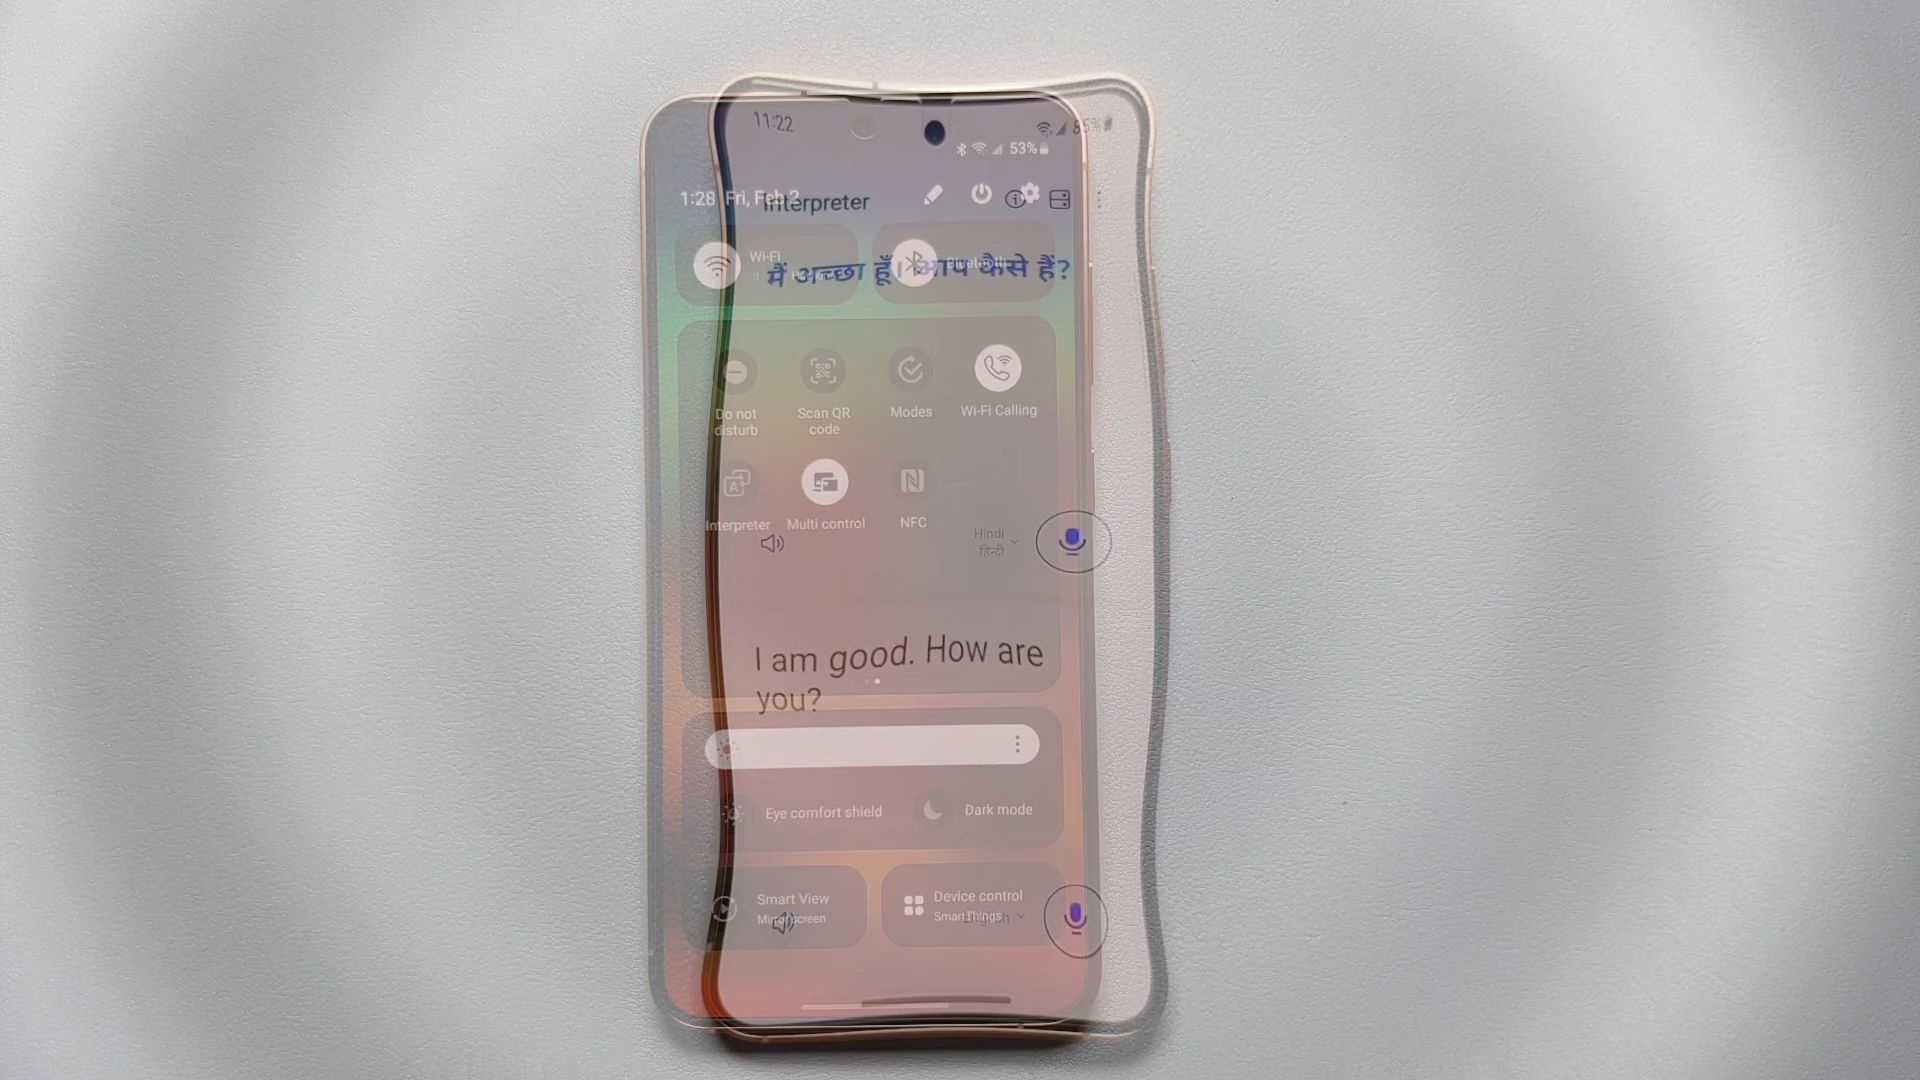 11:22
85%
53%
1:28 Fri, Feb 2
Interpreter
Wi-Fi
Bluetooth
मैं अच्छा हूँ। आप कैसे हैं?
Do not disturb
Scan QR code
Modes
Wi-Fi Calling
Interpreter
Multi control
NFC
Hindi
हिन्दी
I am good. How are
you?
Eye comfort shield
Dark mode
Smart View
Mirror screen
Device control
SmartThings
English